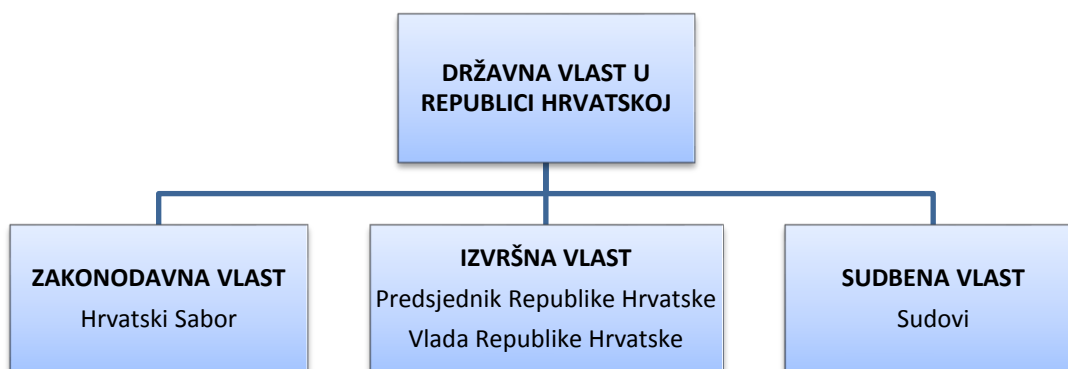 DRŽAVNA VLAST U
REPUBLICI HRVATSKOJ
ZAKONODAVNA VLAST
Hrvatski Sabor
IZVRŠNA VLAST
Predsjednik Republike Hrvatske
Vlada Republike Hrvatske
SUDBENA VLAST
Sudovi